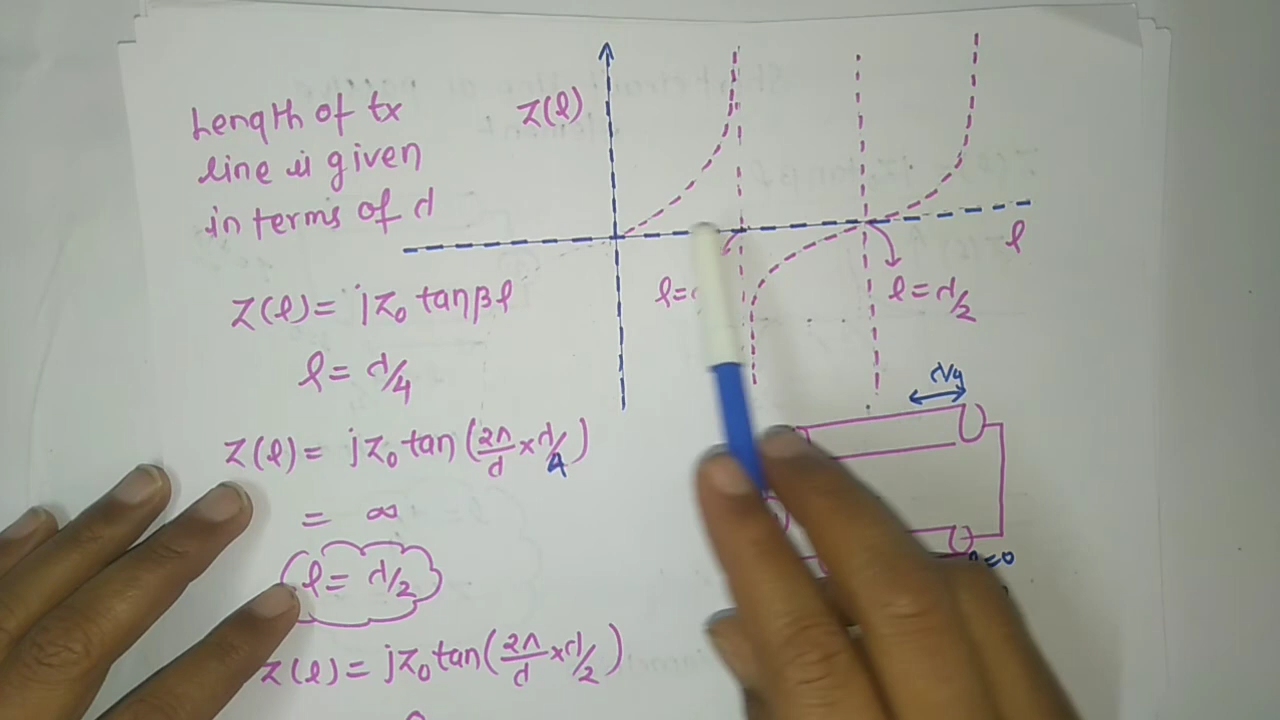 Length of tx
line is given
in terms of λ
Z(l)
l
l=
l=λ/2
Z(l)= jZ₀ tanβl
l= λ/4
Z(l)= jZ₀ tan(2π/λ×λ/4)
= ∞
l= λ/2
Z(l)= jZ₀ tan(2π/λ×λ/2)
λ/4
l=0